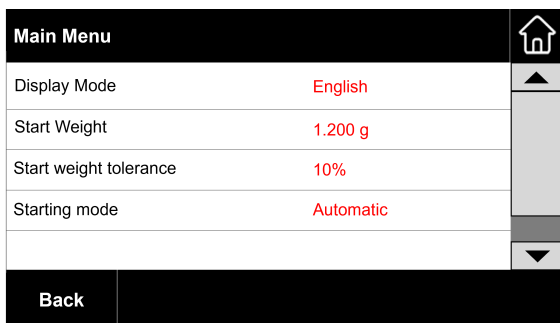 Main Menu
Display Mode English
Start Weight 1.200 g
Start weight tolerance 10%
Starting mode Automatic
Back